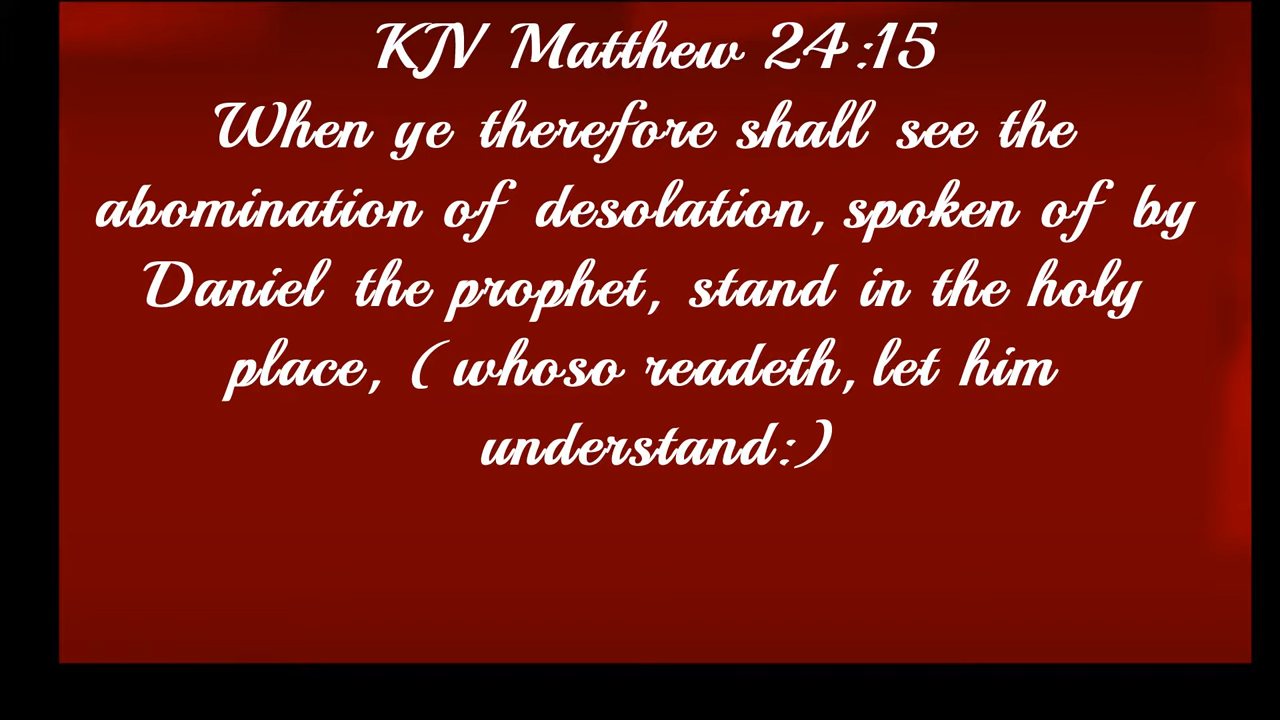 KJV Matthew 24:15
When ye therefore shall see the
abomination of desolation, spoken of by
Daniel the prophet, stand in the holy
place, ( whoso readeth, let him
understand:)